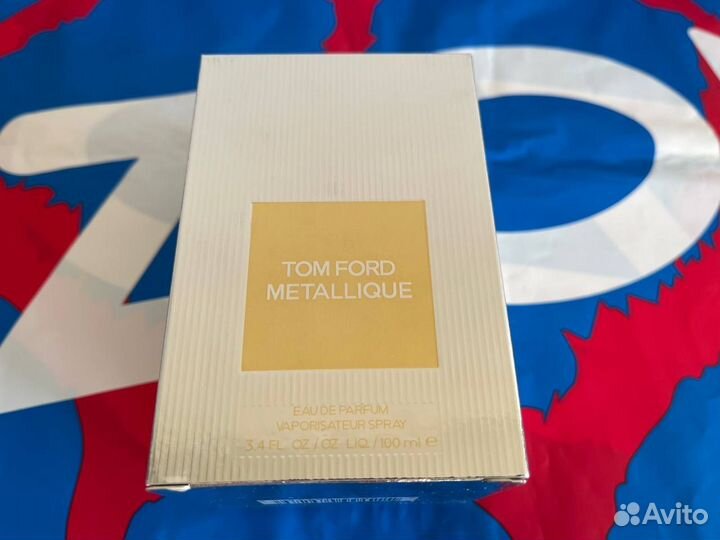 TOM FORD
METALLIQUE
EAU DE PARFUM
VAPORISATEUR SPRAY
3.4 FL. OZ / OZ. LIQ. / 100 ml ℮
Avito